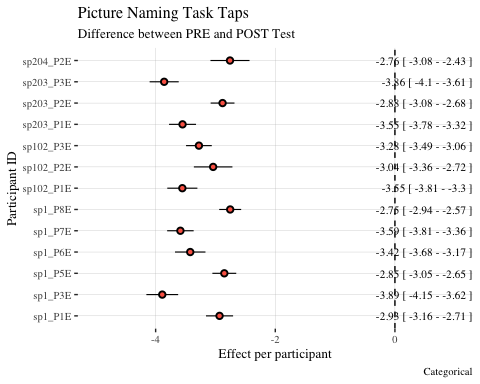 Picture Naming Task Taps
Difference between PRE and POST Test
sp204_P2E -2.76 [ -3.08 - -2.43 ]
sp203_P3E -3.86 [ -4.1 - -3.61 ]
sp203_P2E -2.88 [ -3.08 - -2.68 ]
sp203_P1E -3.55 [ -3.78 - -3.32 ]
sp102_P3E -3.28 [ -3.49 - -3.06 ]
sp102_P2E -3.04 [ -3.36 - -2.72 ]
sp102_P1E -3.55 [ -3.81 - -3.3 ]
sp1_P8E -2.75 [ -2.94 - -2.57 ]
sp1_P7E -3.59 [ -3.81 - -3.36 ]
sp1_P6E -3.42 [ -3.68 - -3.17 ]
sp1_P5E -2.85 [ -3.05 - -2.65 ]
sp1_P3E -3.89 [ -4.15 - -3.62 ]
sp1_P1E -2.93 [ -3.16 - -2.71 ]
Participant ID
-4 -2 0
Effect per participant
Categorical